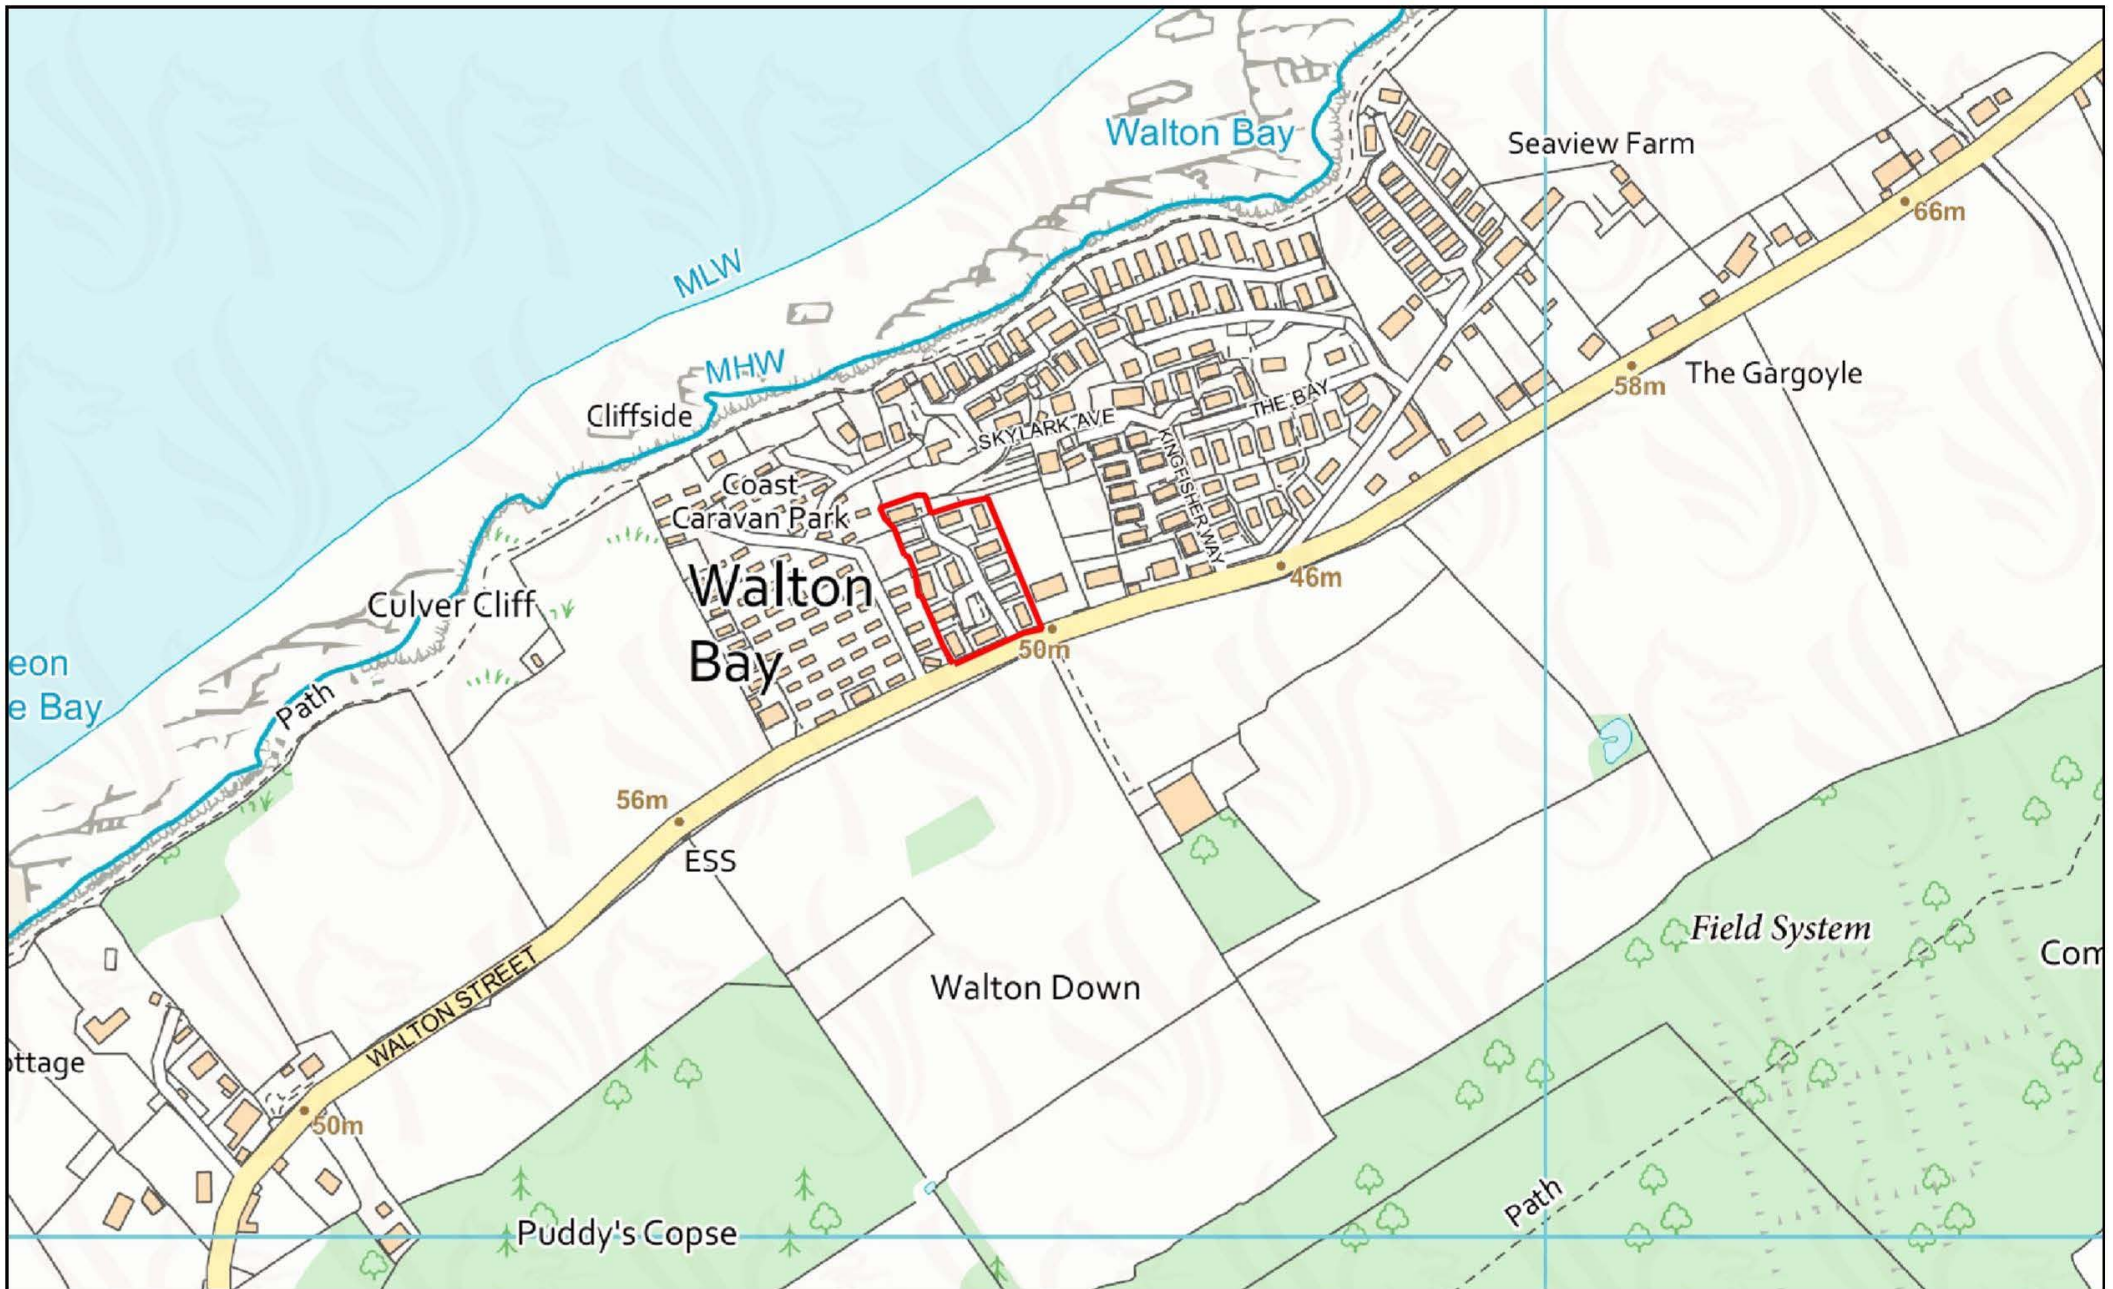 Walton Bay
Seaview Farm
66m
MLW
MHW
The Gargoyle
58m
Cliffside
THE BAY
SKYLARK AVE
KINGFISHER WAY
Coast
Caravan Park
Walton
Bay
46m
Culver Cliff
50m
eon
e Bay
Path
56m
ESS
Field System
Com
WALTON STREET
Walton Down
ottage
50m
Path
Puddy's Copse